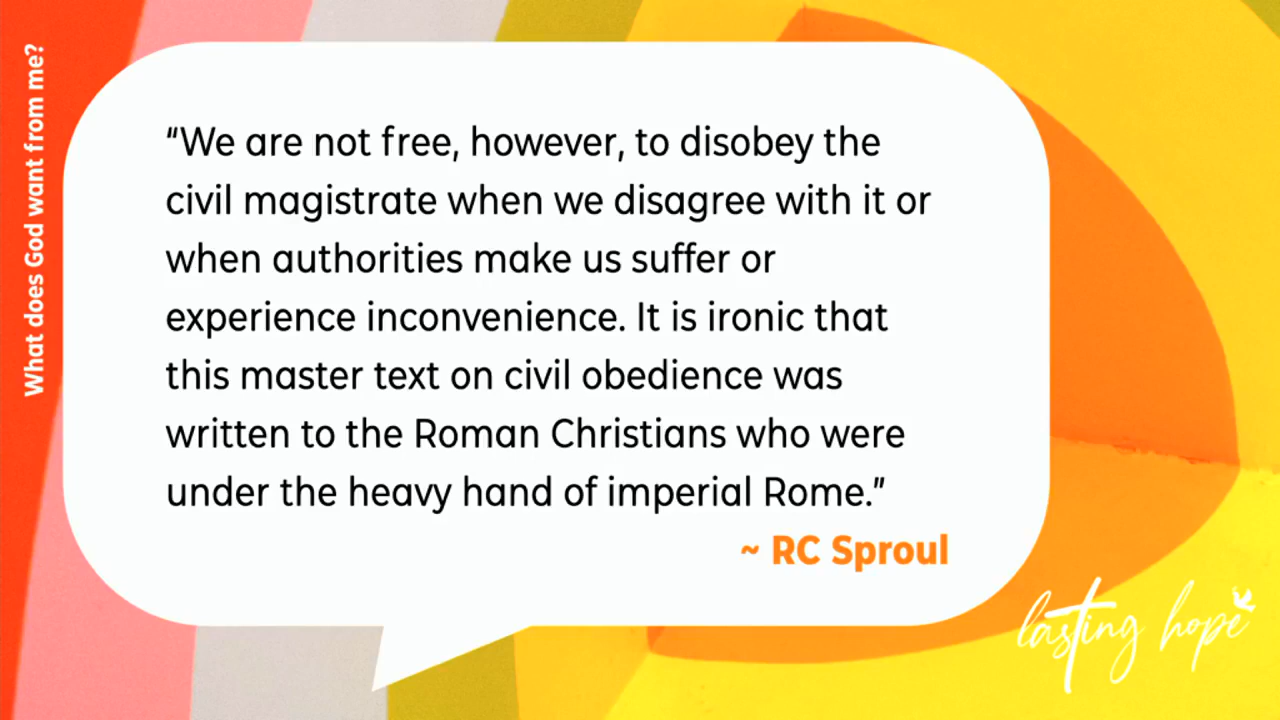 What does God want from me?
“We are not free, however, to disobey the
civil magistrate when we disagree with it or
when authorities make us suffer or
experience inconvenience. It is ironic that
this master text on civil obedience was
written to the Roman Christians who were
under the heavy hand of imperial Rome.”
~ RC Sproul
lasting hope